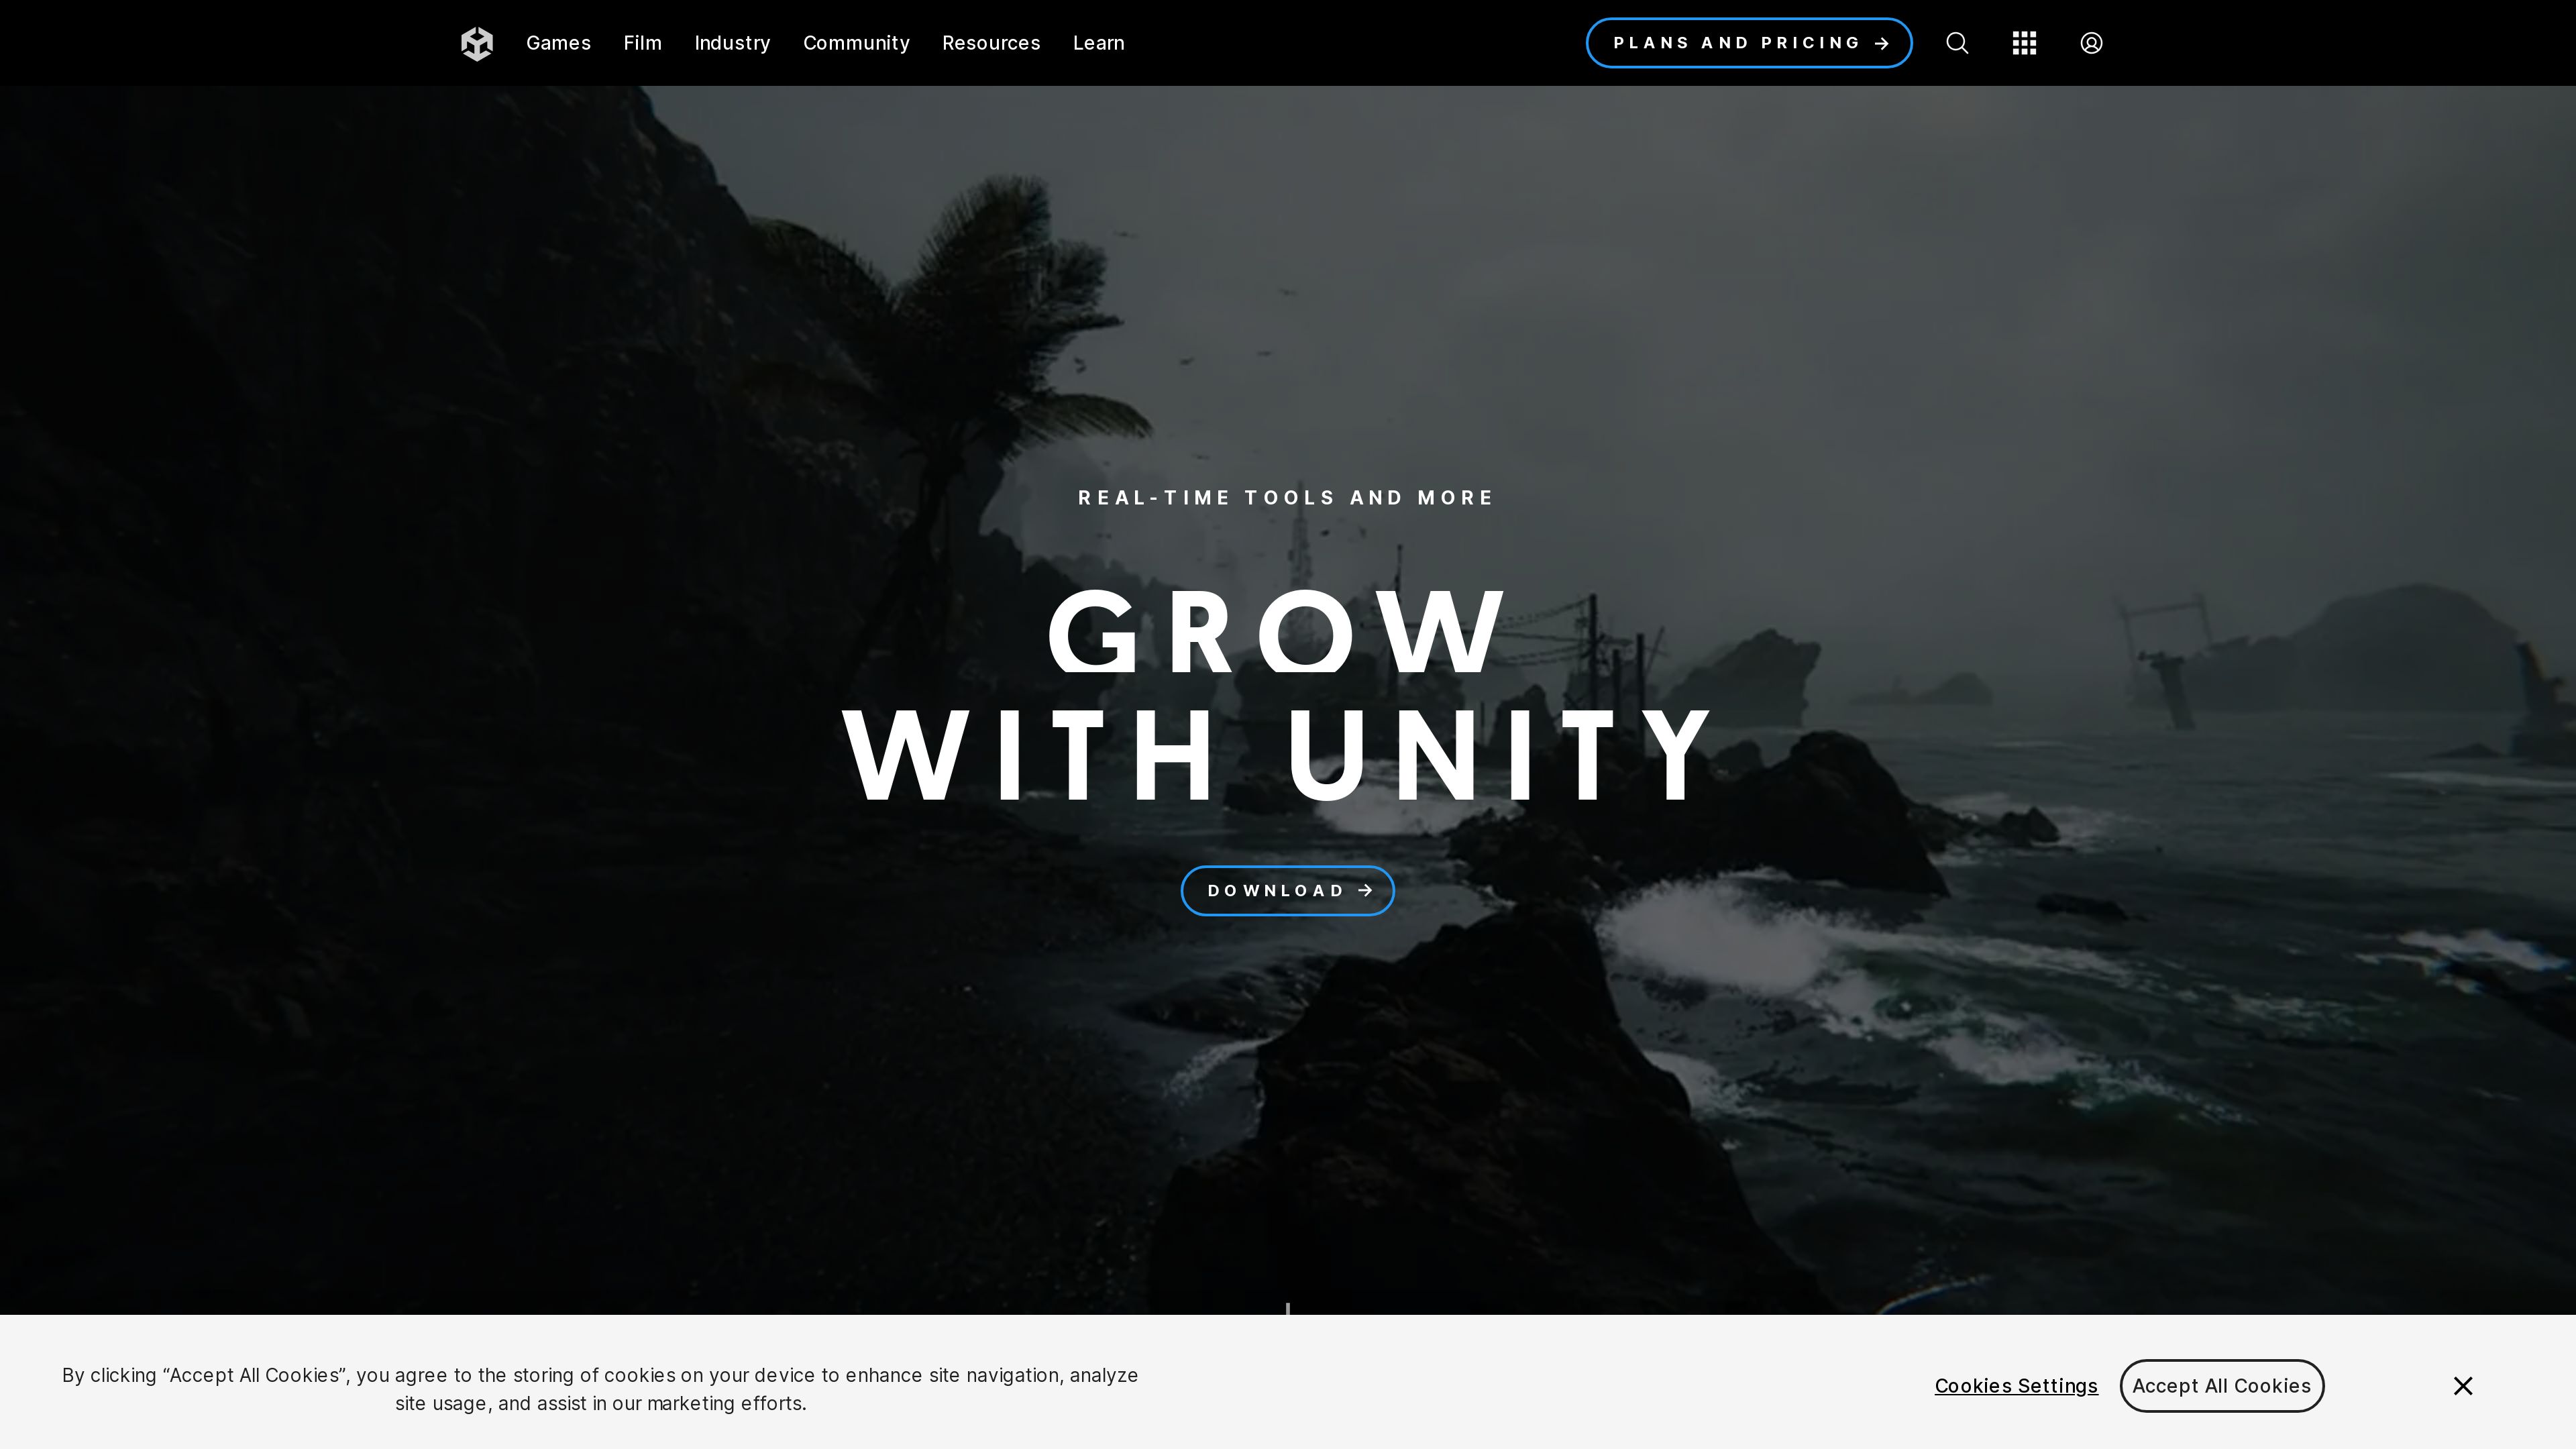 Games Film Industry Community Resources Learn PLANS AND PRICING
REAL-TIME TOOLS AND MORE
GROW
WITH UNITY
DOWNLOAD
By clicking “Accept All Cookies”, you agree to the storing of cookies on your device to enhance site navigation, analyze
site usage, and assist in our marketing efforts.
Cookies Settings
Accept All Cookies